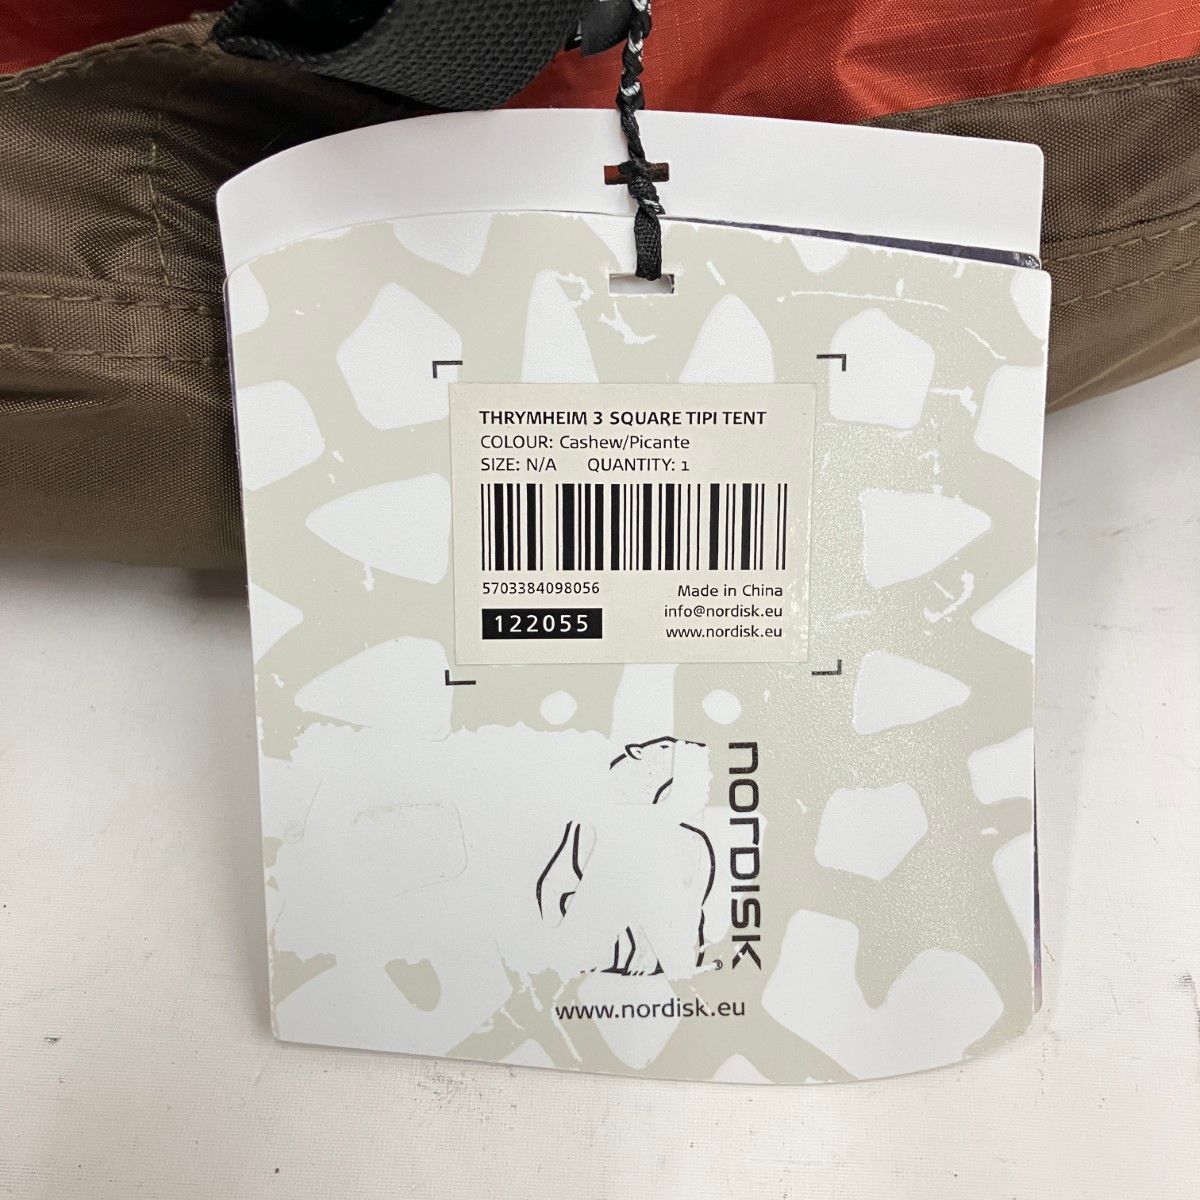 THRYMHEIM 3 SQUARE TIPI TENT
COLOUR: Cashew/Picante
SIZE: N/A QUANTITY: 1
5703384098056
122055
Made in China
info@nordisk.eu
www.nordisk.eu
NORDISK
®
www.nordisk.eu